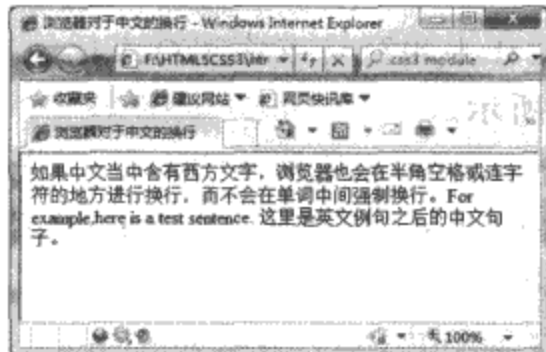 浏览器对于中文的换行 - Windows Internet Explorer
F:\HTML5CSS3\
css3 module
收藏夹 建议网站 网页快讯库
浏览器对于中文的换行
如果中文当中含有西方文字，浏览器也会在半角空格或连字
符的地方进行换行，而不会在单词中间强制换行。For
example,here is a test sentence. 这里是英文例句之后的中文句
子。
100%